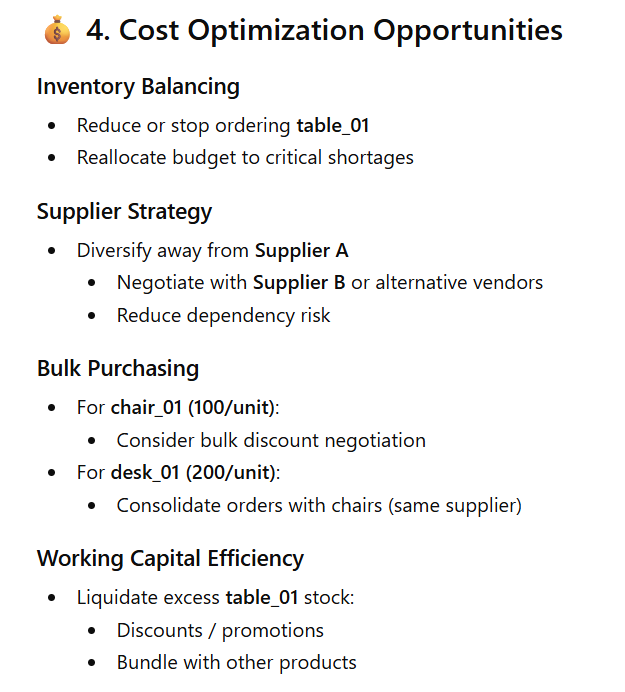 💰 4. Cost Optimization Opportunities
Inventory Balancing
• Reduce or stop ordering table_01
• Reallocate budget to critical shortages
Supplier Strategy
• Diversify away from Supplier A
• Negotiate with Supplier B or alternative vendors
• Reduce dependency risk
Bulk Purchasing
• For chair_01 (100/unit):
• Consider bulk discount negotiation
• For desk_01 (200/unit):
• Consolidate orders with chairs (same supplier)
Working Capital Efficiency
• Liquidate excess table_01 stock:
• Discounts / promotions
• Bundle with other products